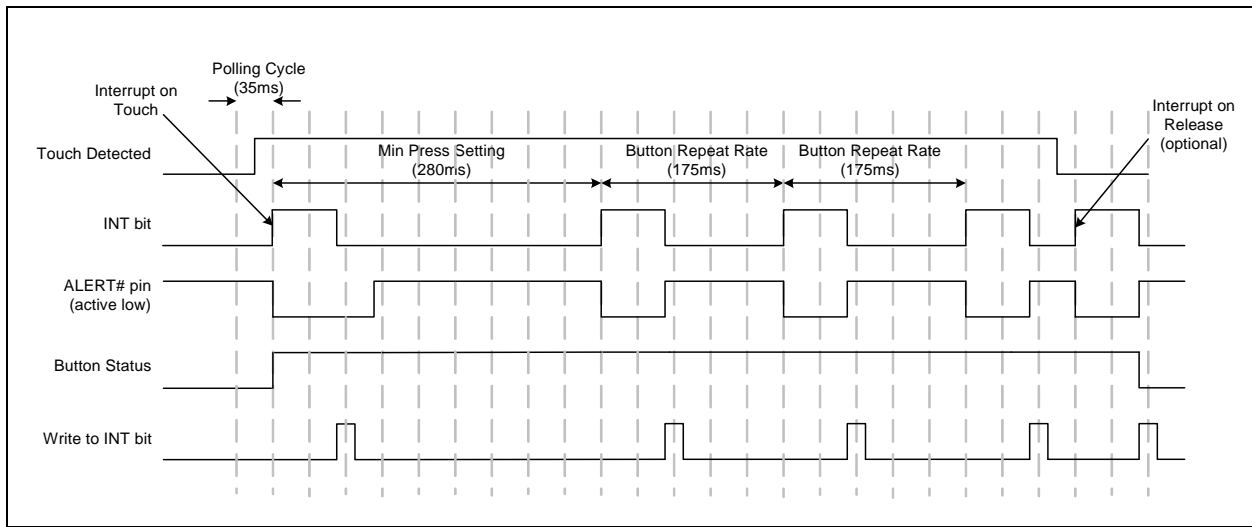 Polling Cycle
(35ms)
Interrupt on
Touch
Interrupt on
Release
(optional)
Touch Detected
Min Press Setting
(280ms)
Button Repeat Rate
(175ms)
Button Repeat Rate
(175ms)
INT bit
ALERT# pin
(active low)
Button Status
Write to INT bit